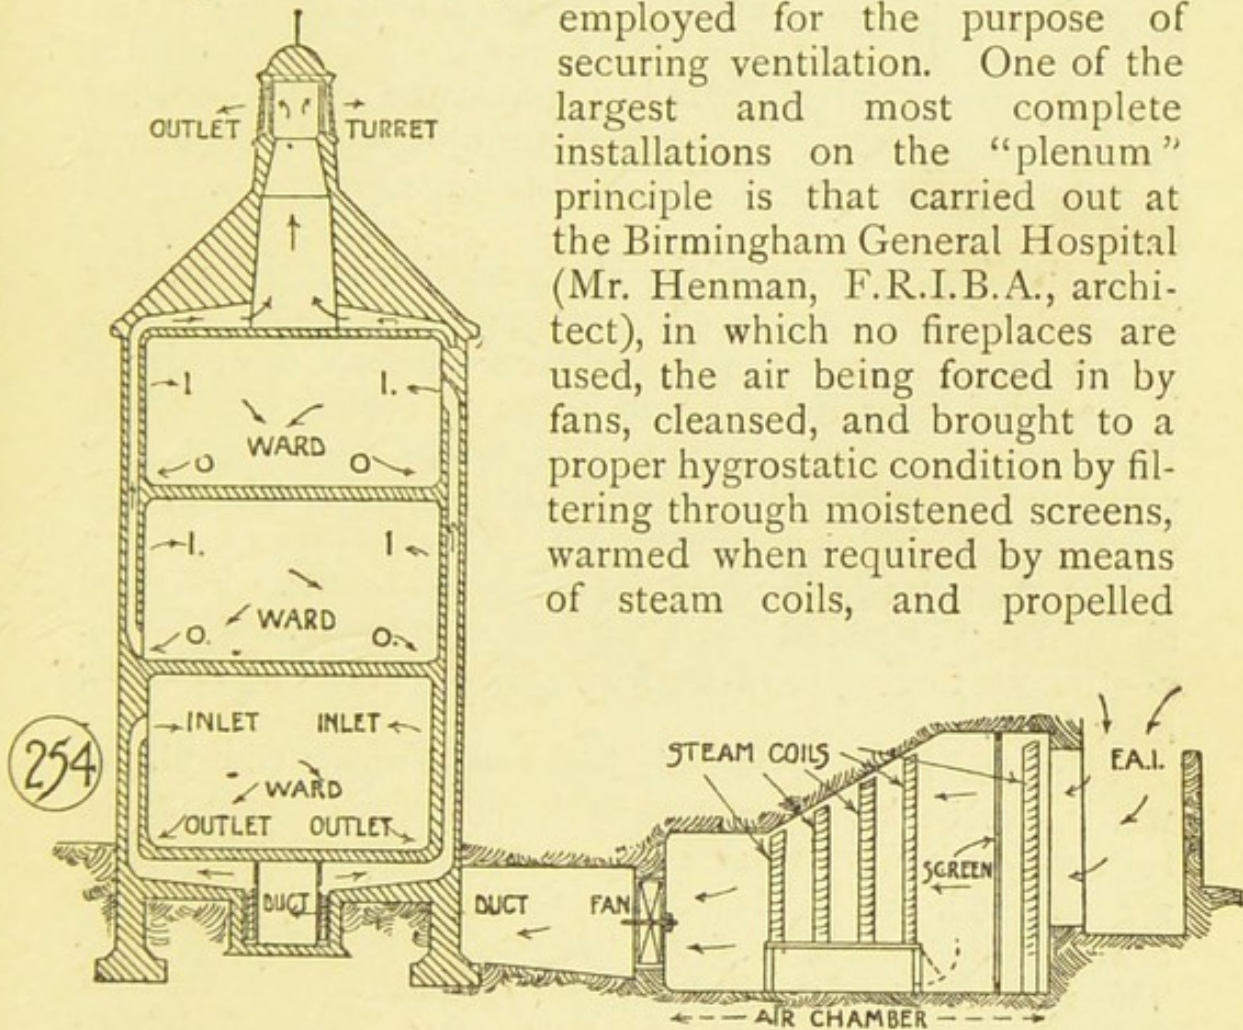 employed for the purpose of
securing ventilation. One of the
largest and most complete
installations on the “plenum”
principle is that carried out at
the Birmingham General Hospital
(Mr. Henman, F.R.I.B.A., archi-
tect), in which no fireplaces are
used, the air being forced in by
fans, cleansed, and brought to a
proper hygrostatic condition by fil-
tering through moistened screens,
warmed when required by means
of steam coils, and propelled
OUTLET TURRET
I I.
WARD
O O
I. I
WARD
O. O.
INLET INLET
254
WARD
OUTLET OUTLET
DUCT
DUCT FAN
STEAM COILS
F.A.I.
SCREEN
AIR CHAMBER